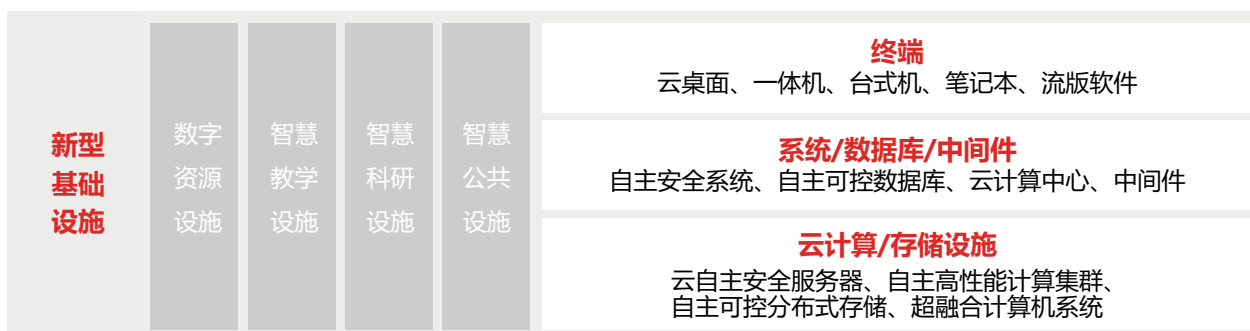 新型
基础
设施
数字
资源
设施
智慧
教学
设施
智慧
科研
设施
智慧
公共
设施
终端
云桌面、一体机、台式机、笔记本、流版软件
系统/数据库/中间件
自主安全系统、自主可控数据库、云计算中心、中间件
云计算/存储设施
云自主安全服务器、自主高性能计算集群、
自主可控分布式存储、超融合计算机系统